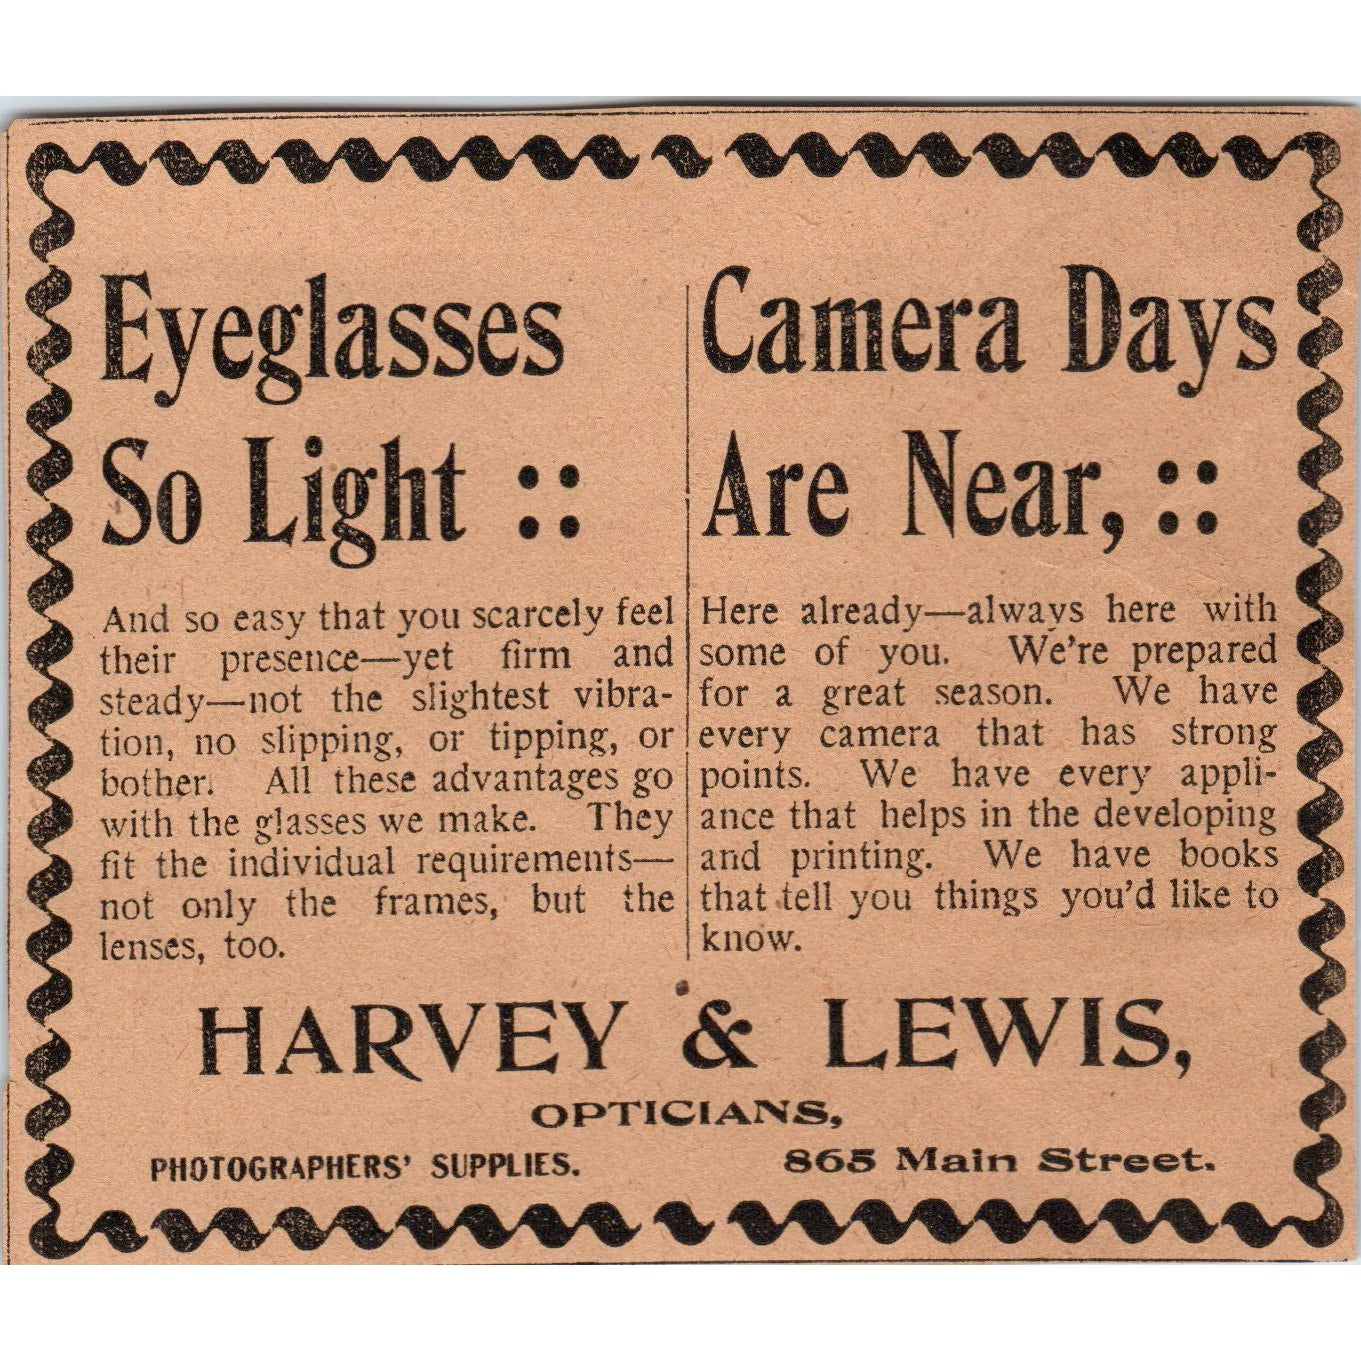 Eyeglasses
So Light ::
And so easy that you scarcely feel
their presence—yet firm and
steady—not the slightest vibra-
tion, no slipping, or tipping, or
bother. All these advantages go
with the glasses we make. They
fit the individual requirements—
not only the frames, but the
lenses, too.
Camera Days
Are Near, ::
Here already—always here with
some of you. We're prepared
for a great season. We have
every camera that has strong
points. We have every appli-
ance that helps in the developing
and printing. We have books
that tell you things you'd like to
know.
HARVEY & LEWIS,
OPTICIANS,
PHOTOGRAPHERS' SUPPLIES. 865 Main Street.